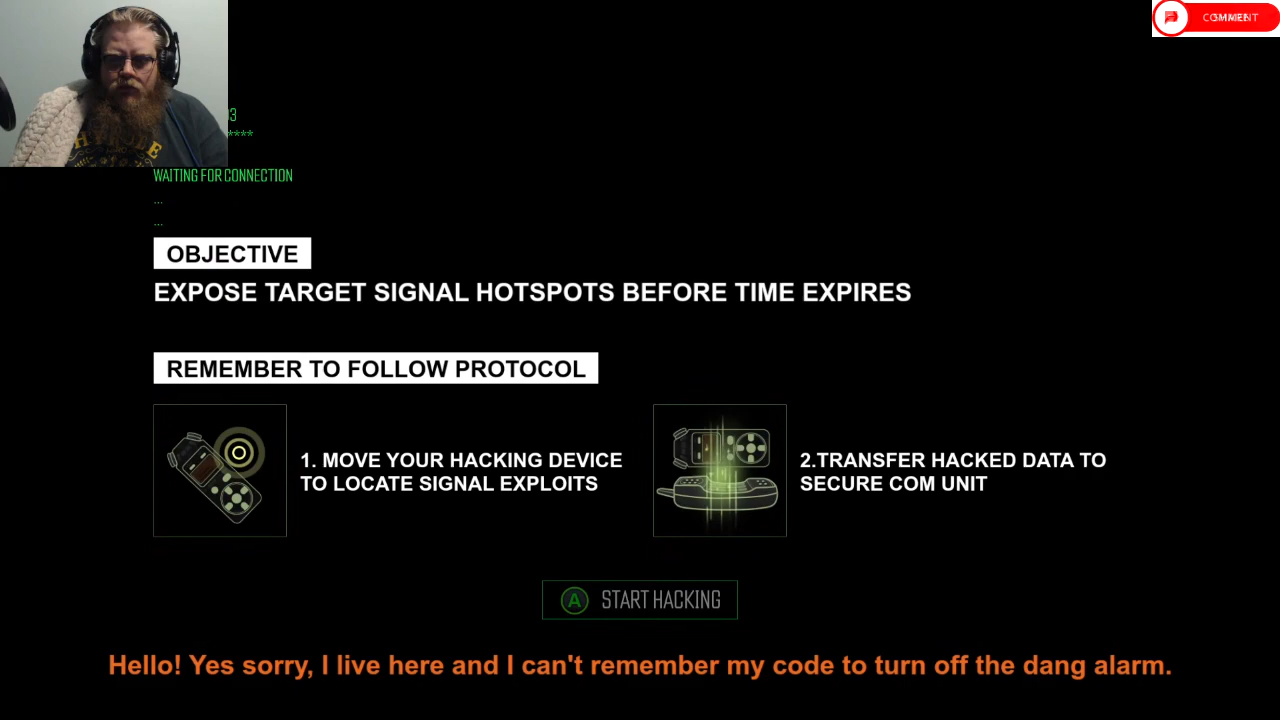 3
****
WAITING FOR CONNECTION
...
...
OBJECTIVE
EXPOSE TARGET SIGNAL HOTSPOTS BEFORE TIME EXPIRES
REMEMBER TO FOLLOW PROTOCOL
1. MOVE YOUR HACKING DEVICE
TO LOCATE SIGNAL EXPLOITS
2.TRANSFER HACKED DATA TO
SECURE COM UNIT
A START HACKING
Hello! Yes sorry, I live here and I can't remember my code to turn off the dang alarm.